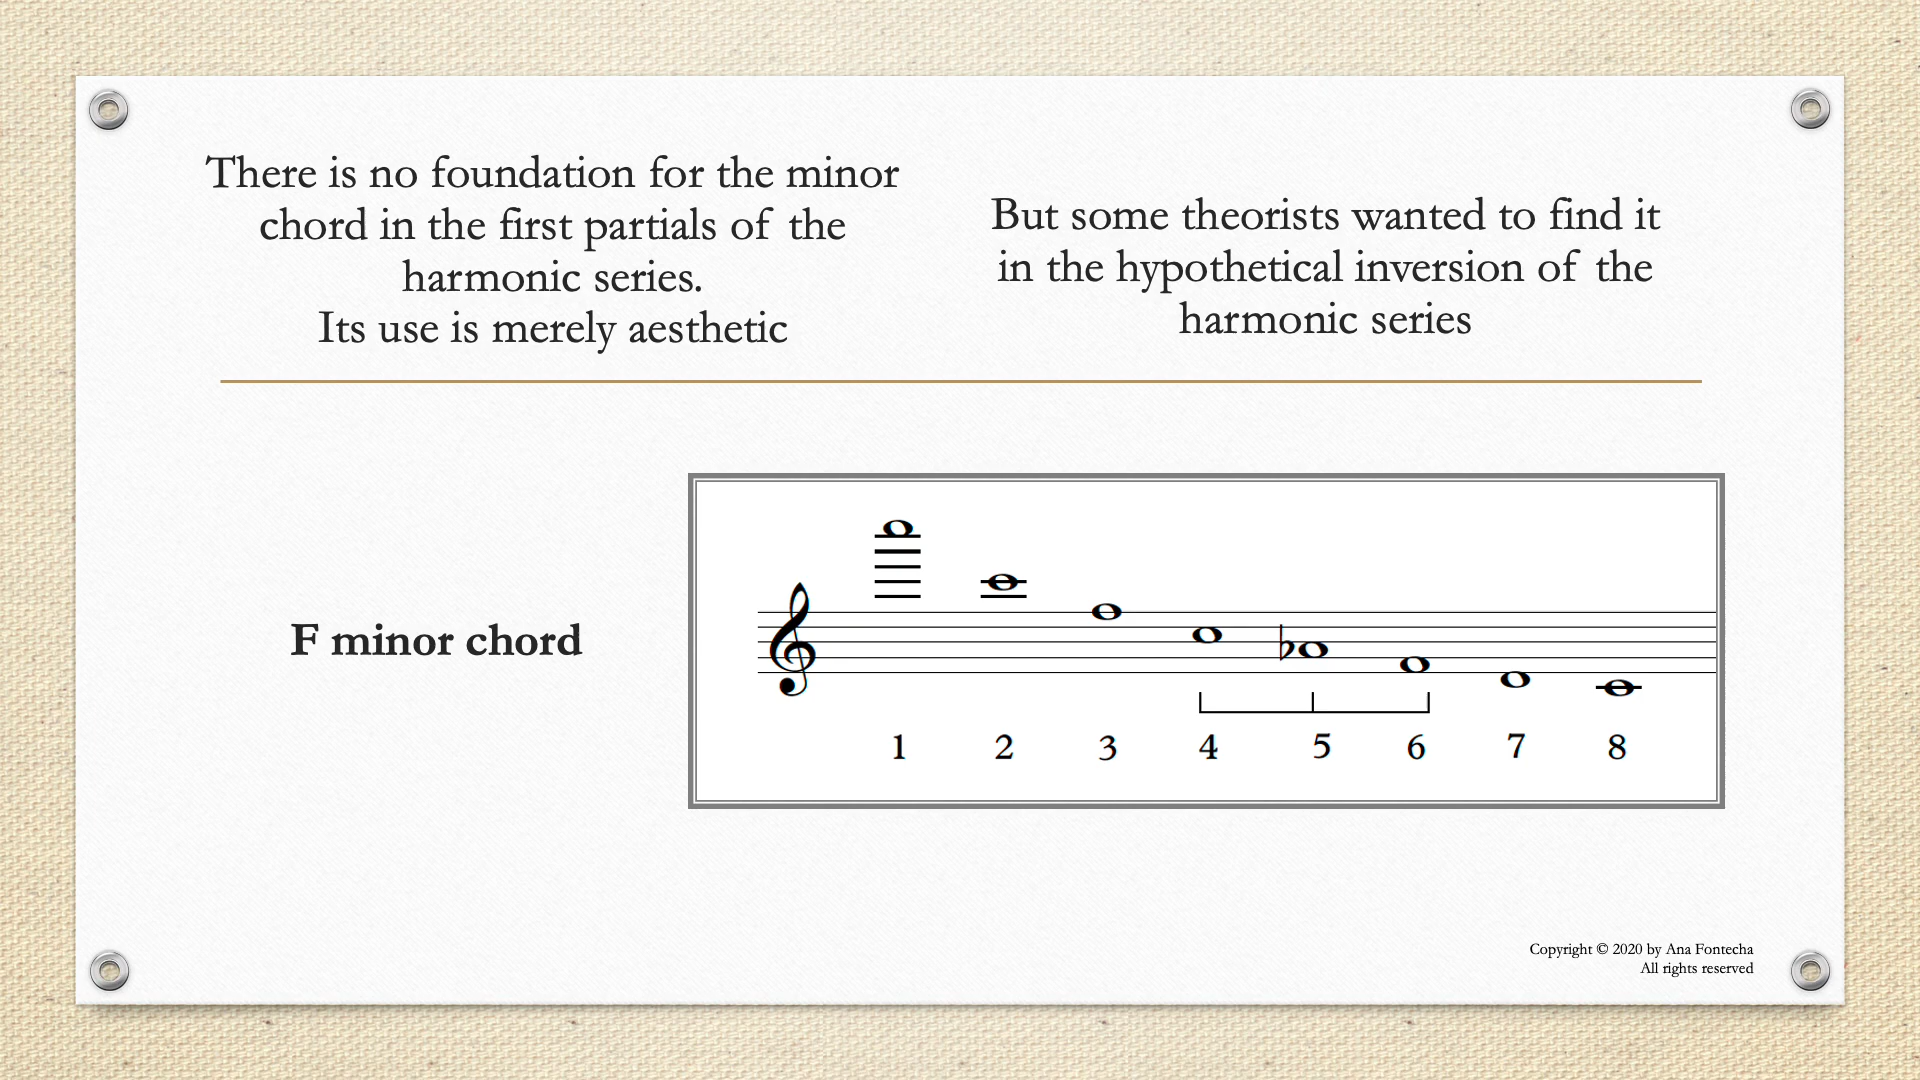 There is no foundation for the minor
chord in the first partials of the
harmonic series.
Its use is merely aesthetic
But some theorists wanted to find it
in the hypothetical inversion of the
harmonic series
F minor chord
1 2 3 4 5 6 7 8
Copyright © 2020 by Ana Fontecha
All rights reserved